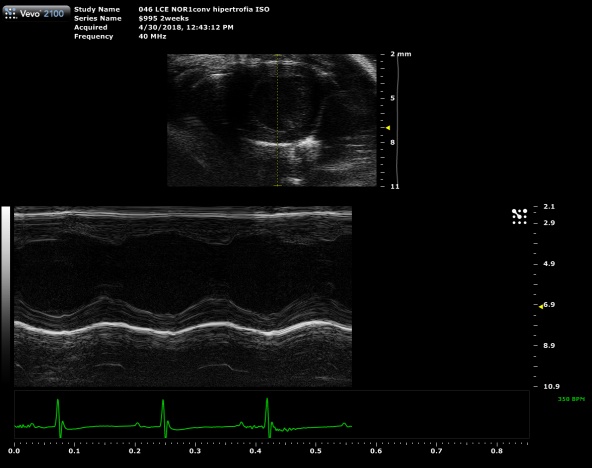 Vevo 2100
Study Name 046 LCE NOR1conv hipertrofia ISO
Series Name S995 2weeks
Acquired 4/30/2018, 12:43:12 PM
Frequency 40 MHz
2 mm
5
8
11
2.1
2.9
4.9
6.9
8.9
10.9
350 BPM
0.0 0.1 0.2 0.3 0.4 0.5 0.6 0.7 0.8